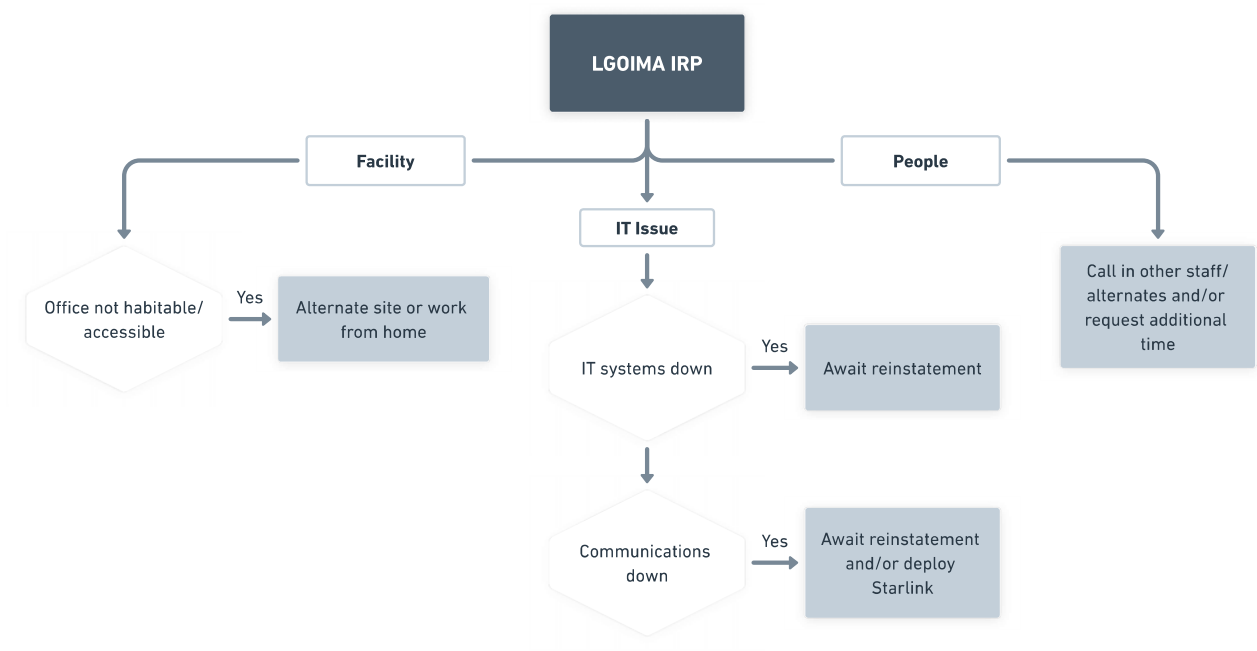 LGOIMA IRP
Facility
People
IT Issue
Office not habitable/
accessible
Yes
Alternate site or work
from home
Call in other staff/
alternates and/or
request additional
time
IT systems down
Yes
Await reinstatement
Communications
down
Yes
Await reinstatement
and/or deploy
Starlink